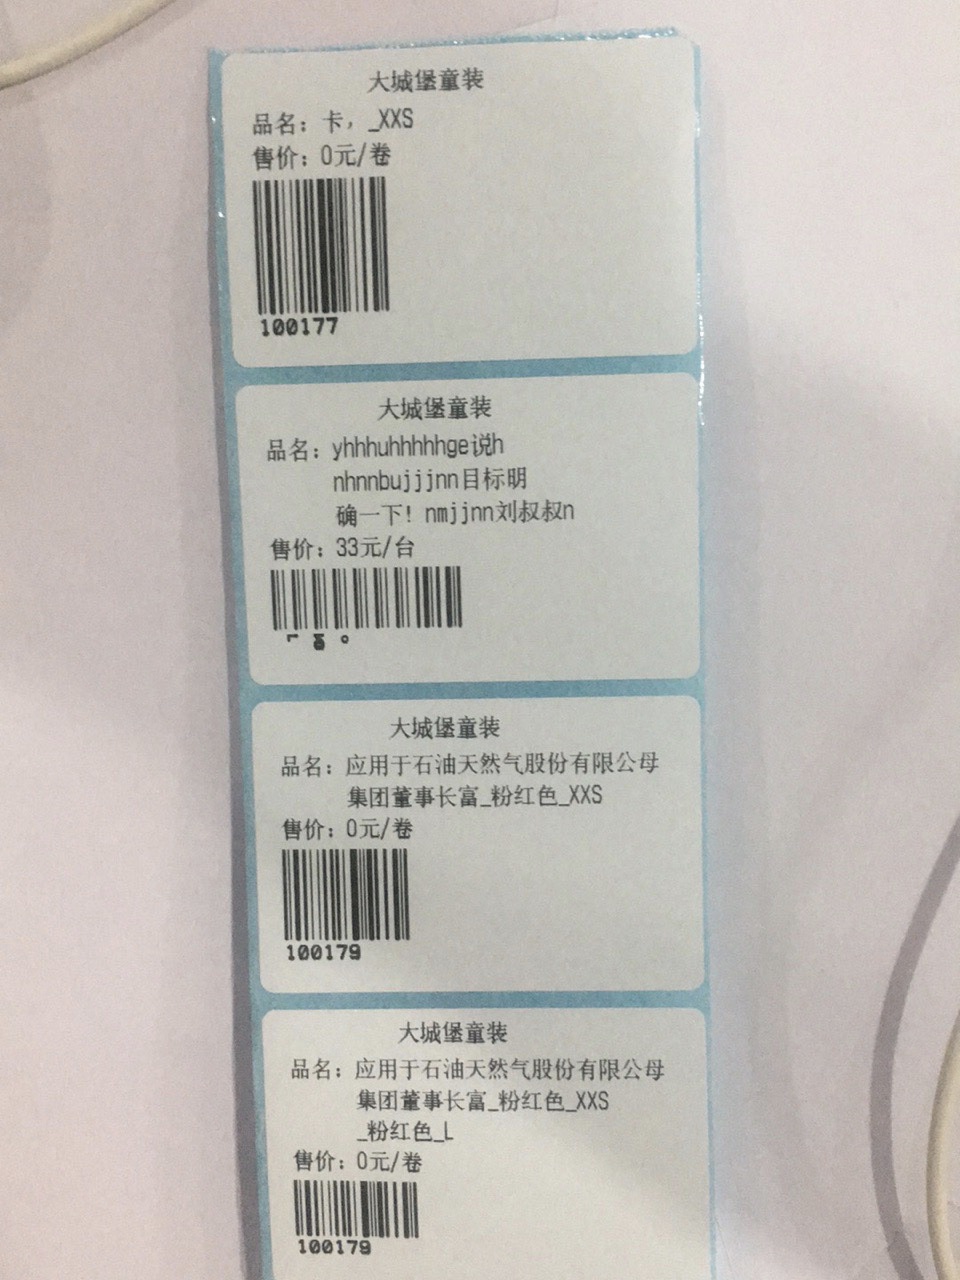 大城堡童装
品名：卡，_XXS
售价：0元/卷
100177
大城堡童装
品名：yhhhuhhhhhge说h
nhnnbujjjnn目标明
确一下！nmjjnn刘叔叔n
售价：33元/台
大城堡童装
品名：应用于石油天然气股份有限公母
集团董事长富_粉红色_XXS
售价：0元/卷
100179
大城堡童装
品名：应用于石油天然气股份有限公母
集团董事长富_粉红色_XXS
_粉红色_L
售价：0元/卷
100179